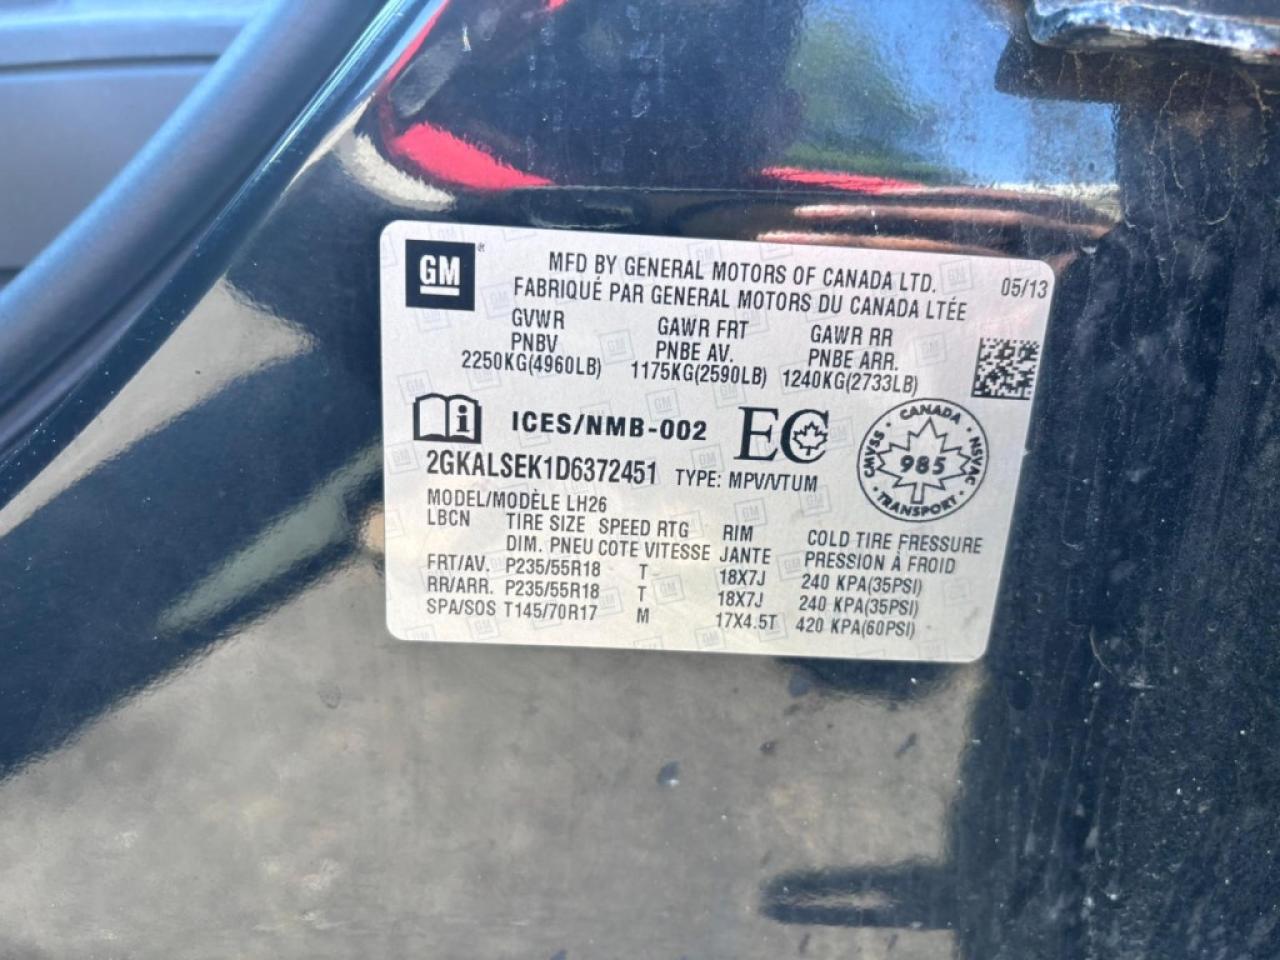 GM®
MFD BY GENERAL MOTORS OF CANADA LTD. 05/13
FABRIQUÉ PAR GENERAL MOTORS DU CANADA LTÉE
GVWR GAWR FRT GAWR RR
PNBV PNBE AV. PNBE ARR.
2250KG(4960LB) 1175KG(2590LB) 1240KG(2733LB)
ICES/NMB-002 EC
CANADA
CMVSS 985 NSVAC
TRANSPORT
2GKALSEK1D6372451 TYPE: MPV/VTUM
MODEL/MODÈLE LH26
LBCN TIRE SIZE SPEED RTG RIM COLD TIRE PRESSURE
DIM. PNEU COTE VITESSE JANTE PRESSION À FROID
FRT/AV. P235/55R18 T 18X7J 240 KPA(35PSI)
RR/ARR. P235/55R18 T 18X7J 240 KPA(35PSI)
SPA/SOS T145/70R17 M 17X4.5T 420 KPA(60PSI)